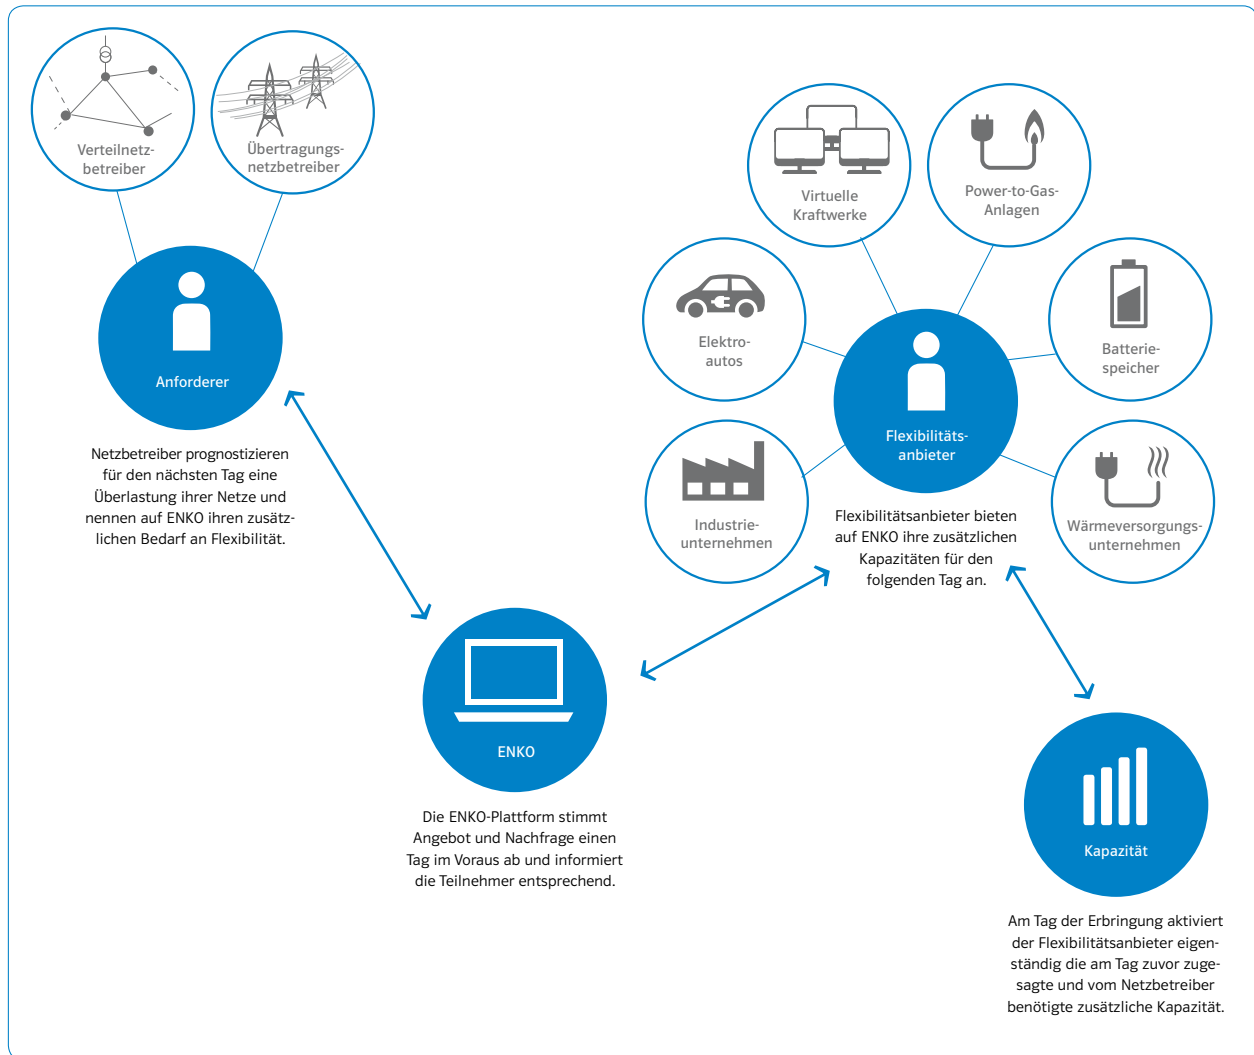 Verteilnetz-
betreiber
Übertragungs-
netzbetreiber
Anforderer
Netzbetreiber prognostizieren
für den nächsten Tag eine
Überlastung ihrer Netze und
nennen auf ENKO ihren zusätz-
lichen Bedarf an Flexibilität.
Virtuelle
Kraftwerke
Power-to-Gas-
Anlagen
Elektro-
autos
Batterie-
speicher
Industrie-
unternehmen
Wärmeversorgungs-
unternehmen
Flexibilitäts-
anbieter
Flexibilitätsanbieter bieten
auf ENKO ihre zusätzlichen
Kapazitäten für den
folgenden Tag an.
ENKO
Die ENKO-Plattform stimmt
Angebot und Nachfrage einen
Tag im Voraus ab und informiert
die Teilnehmer entsprechend.
Kapazität
Am Tag der Erbringung aktiviert
der Flexibilitätsanbieter eigen-
ständig die am Tag zuvor zuge-
sagte und vom Netzbetreiber
benötigte zusätzliche Kapazität.